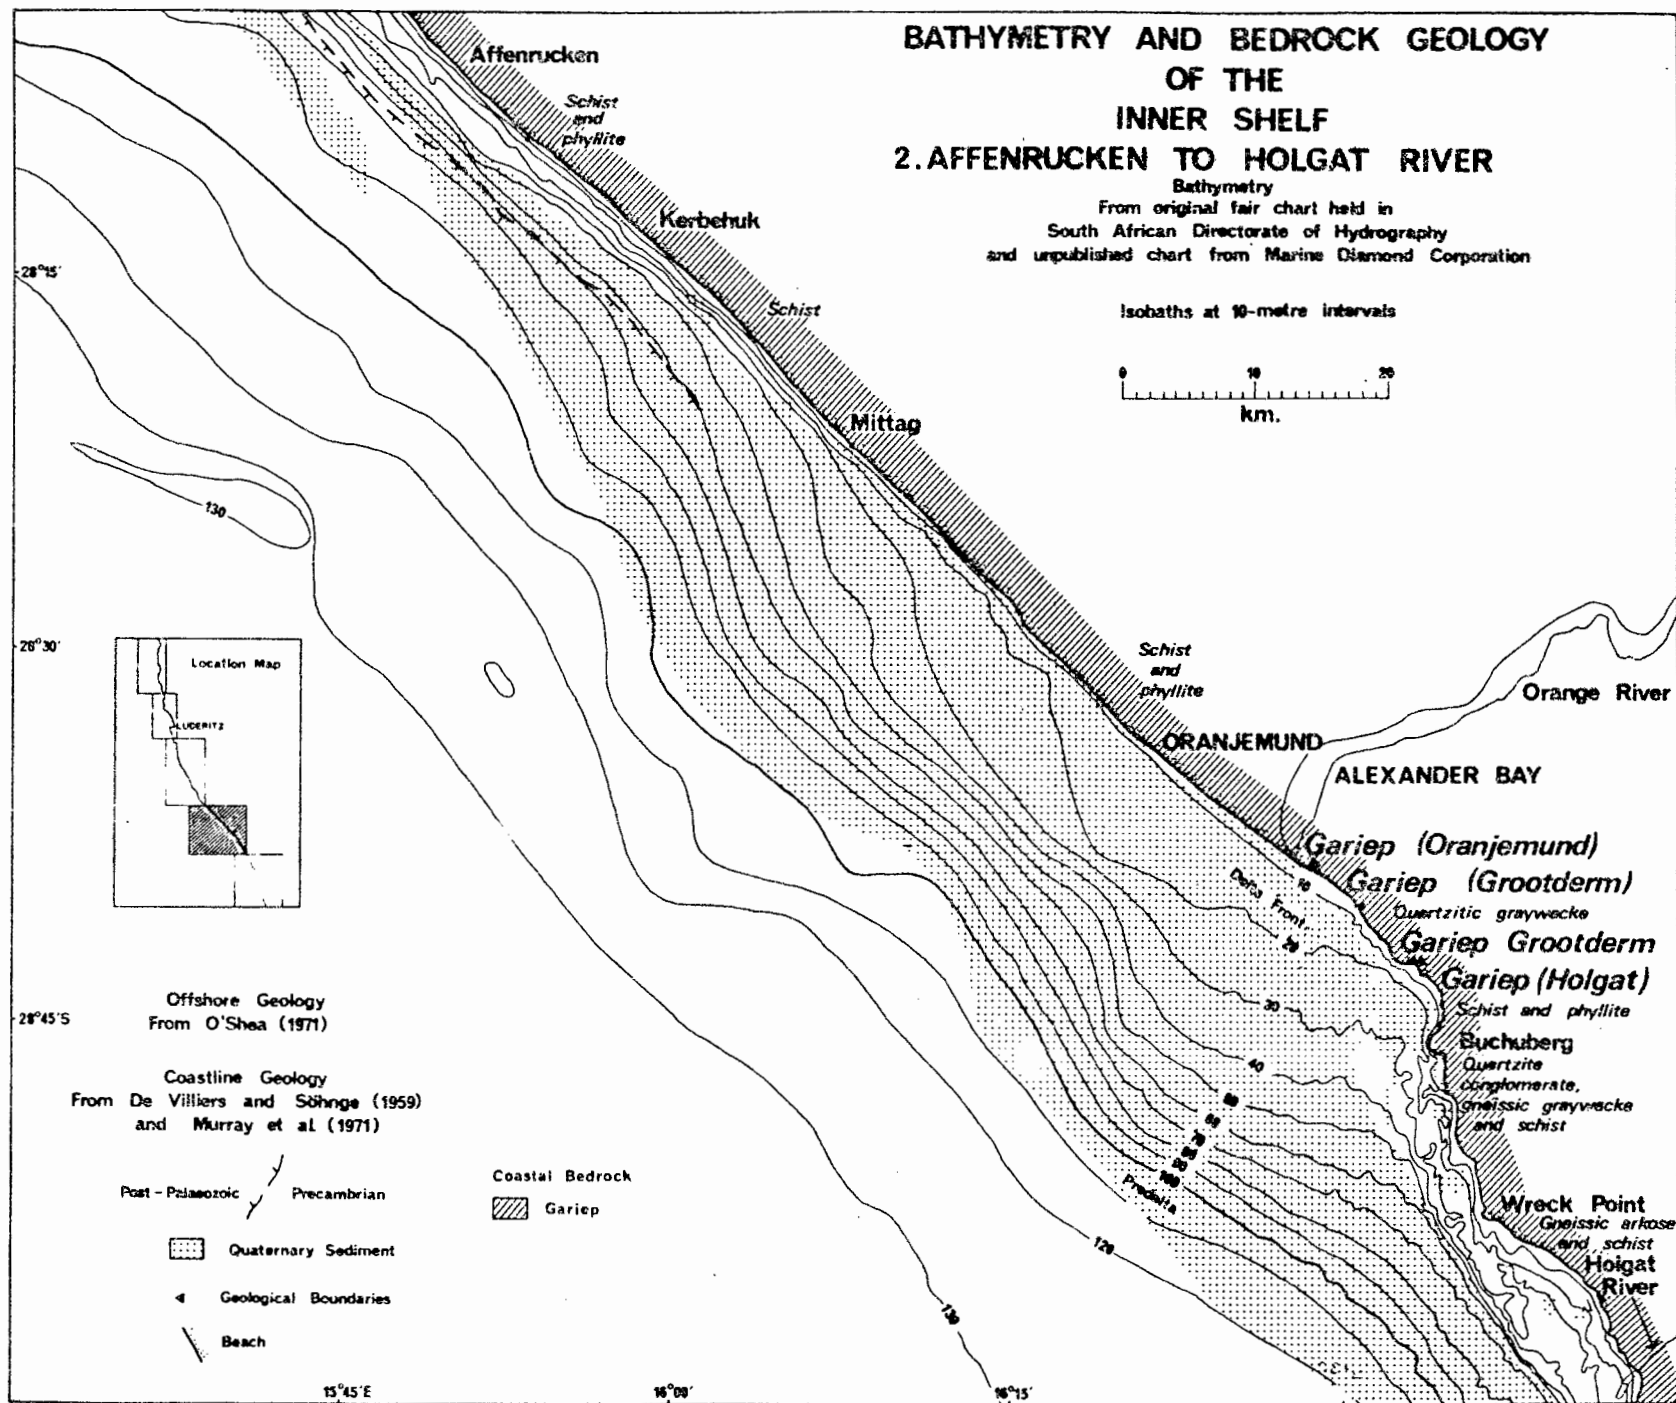 BATHYMETRY AND BEDROCK GEOLOGY
OF THE
INNER SHELF
2. AFFENRUCKEN TO HOLGAT RIVER
Bathymetry
From original fair chart held in
South African Directorate of Hydrography
and unpublished chart from Marine Diamond Corporation
Isobaths at 10-metre intervals
0 10 20
km.
Affenrucken
Schist
and
phyllite
Kerbehuk
28°15'
Schist
Mittag
130
28°30'
Location Map
LUDERITZ
Schist
and
phyllite
Orange River
ORANJEMUND
ALEXANDER BAY
Gariep (Oranjemund)
10
Delta Front
Gariep (Grootderm)
Quartzitic graywacke
20
Gariep Grootderm
Gariep (Holgat)
30
Schist and phyllite
28°45'S
Buchuberg
40
Quartzite
conglomerate,
gneissic graywacke
and schist
70
90
100
Predelta
Offshore Geology
From O'Shea (1971)
Coastline Geology
From De Villiers and Söhnge (1959)
and Murray et al (1971)
Post-Palaeozoic
Precambrian
Quaternary Sediment
Geological Boundaries
Beach
Coastal Bedrock
Gariep
Wreck Point
Gneissic arkose
and schist
Holgat
River
120
130
15°45'E
16°00'
16°15'